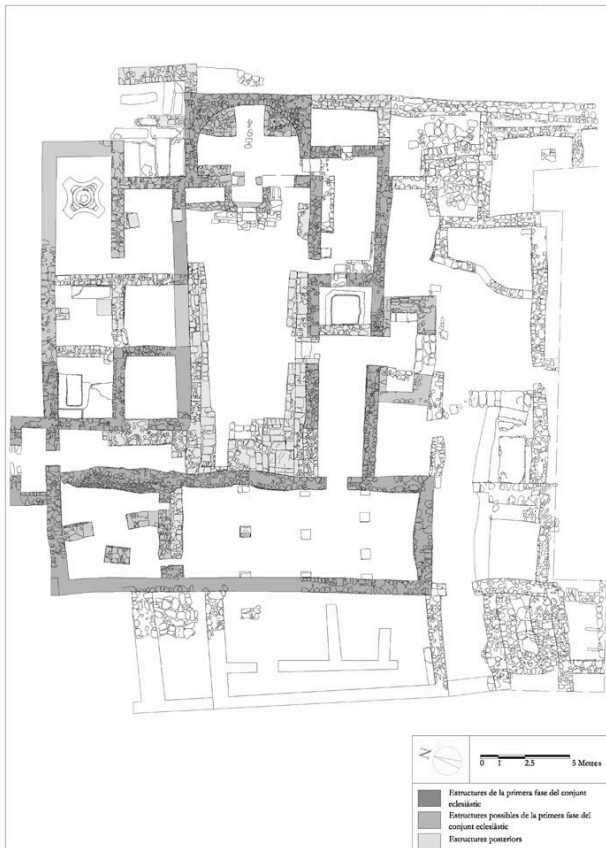 N
0 1 2.5 5 Metres
Estructures de la primera fase del conjunt
eclesiàstic
Estructures possibles de la primera fase del
conjunt eclesiàstic
Estructures posteriors